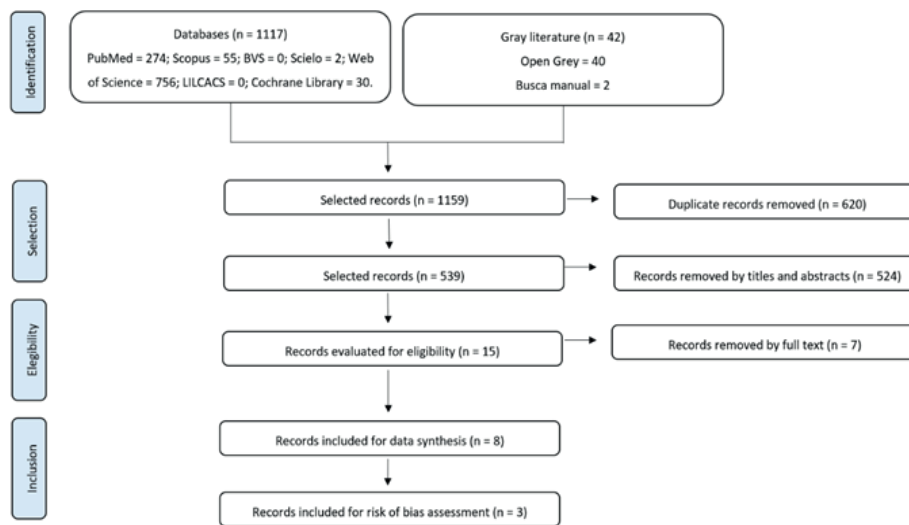 Identification
Databases (n = 1117)
PubMed = 274; Scopus = 55; BVS = 0; Scielo = 2; Web
of Science = 756; LILCACS = 0; Cochrane Library = 30.
Gray literature (n = 42)
Open Grey = 40
Busca manual = 2
Selection
Selected records (n = 1159)
Duplicate records removed (n = 620)
Selected records (n = 539)
Records removed by titles and abstracts (n = 524)
Elegibility
Records evaluated for eligibility (n = 15)
Records removed by full text (n = 7)
Inclusion
Records included for data synthesis (n = 8)
Records included for risk of bias assessment (n = 3)